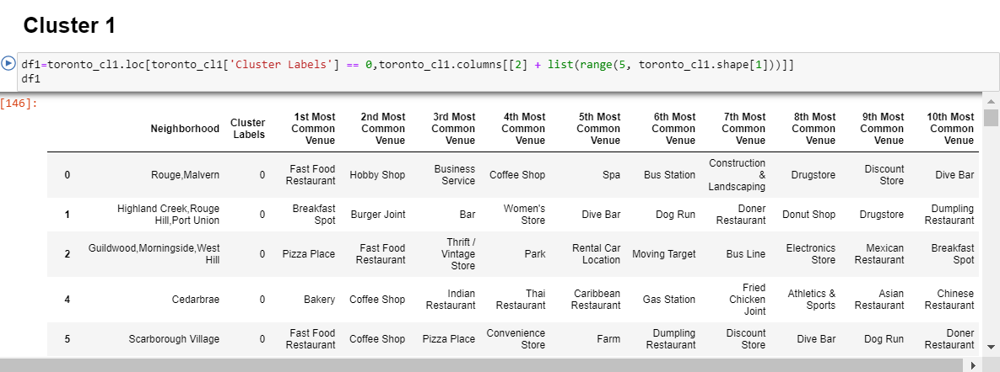 Cluster 1
df1=toronto_cl1.loc[toronto_cl1['Cluster Labels'] == 0,toronto_cl1.columns[[2] + list(range(5, toronto_cl1.shape[1]))]]
df1
[146]:
Neighborhood Cluster Labels 1st Most Common Venue 2nd Most Common Venue 3rd Most Common Venue 4th Most Common Venue 5th Most Common Venue 6th Most Common Venue 7th Most Common Venue 8th Most Common Venue 9th Most Common Venue 10th Most Common Venue
0 Rouge,Malvern 0 Fast Food Restaurant Hobby Shop Business Service Coffee Shop Spa Bus Station Construction & Landscaping Drugstore Discount Store Dive Bar
1 Highland Creek,Rouge Hill,Port Union 0 Breakfast Spot Burger Joint Bar Women's Store Dive Bar Dog Run Doner Restaurant Donut Shop Drugstore Dumpling Restaurant
2 Guildwood,Morningside,West Hill 0 Pizza Place Fast Food Restaurant Thrift / Vintage Store Park Rental Car Location Moving Target Bus Line Electronics Store Mexican Restaurant Breakfast Spot
4 Cedarbrae 0 Bakery Coffee Shop Indian Restaurant Thai Restaurant Caribbean Restaurant Gas Station Fried Chicken Joint Athletics & Sports Asian Restaurant Chinese Restaurant
5 Scarborough Village 0 Fast Food Restaurant Coffee Shop Pizza Place Convenience Store Farm Dumpling Restaurant Discount Store Dive Bar Dog Run Doner Restaurant